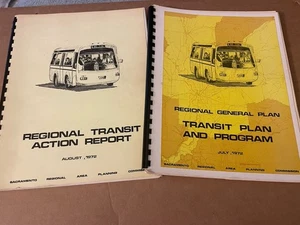 REGIONAL TRANSIT
ACTION REPORT
AUGUST, 1972
SACRAMENTO REGIONAL AREA PLANNING COMMISSION
REGIONAL GENERAL PLAN
TRANSIT PLAN
AND PROGRAM
JULY, 1972
SACRAMENTO REGIONAL AREA PLANNING COMMISSION